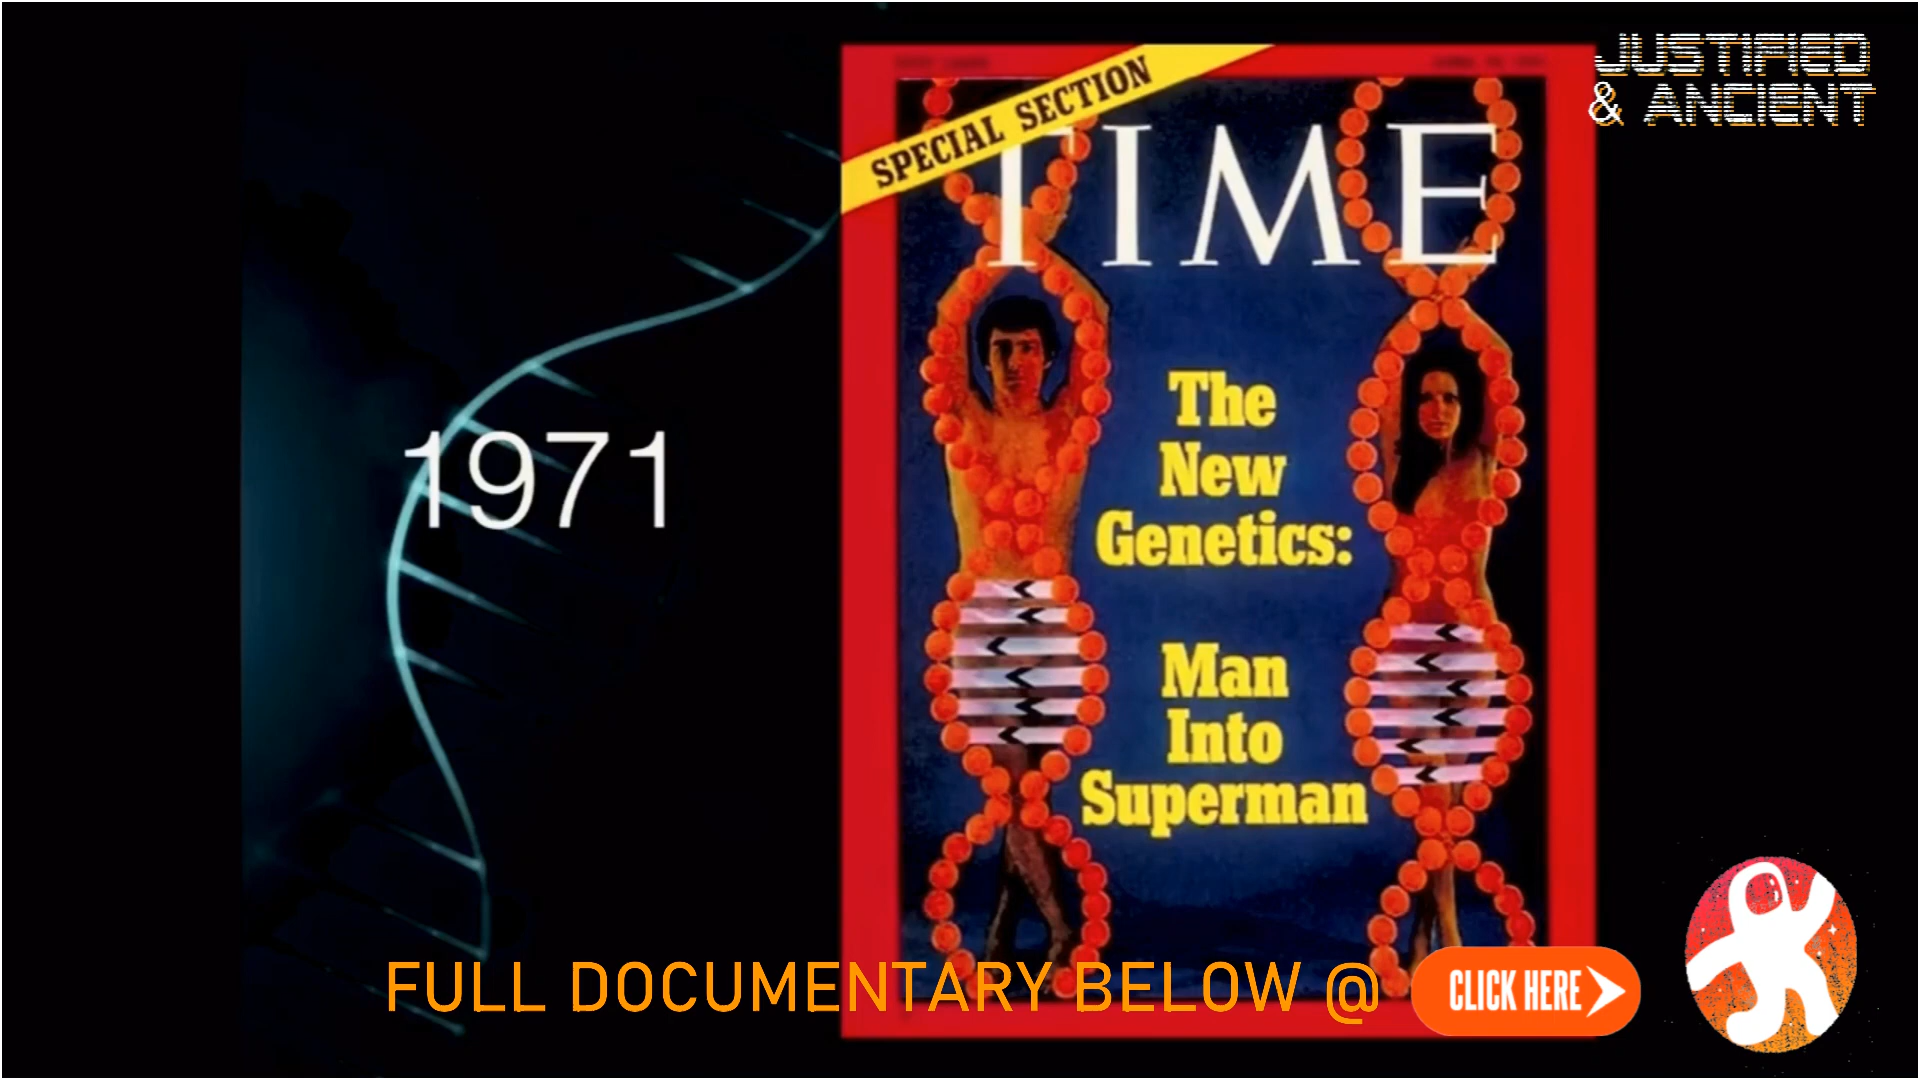 JUSTIFIED
& ANCIENT
SPECIAL SECTION
TIME
1971
The
New
Genetics:
Man
Into
Superman
FULL DOCUMENTARY BELOW @
CLICK HERE